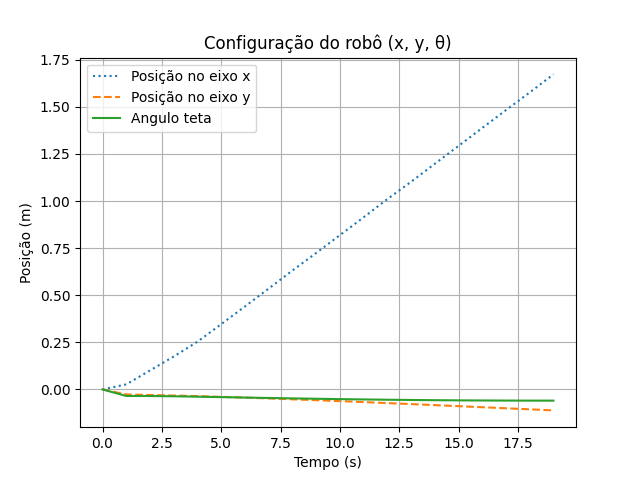 Configuração do robô (x, y, θ)
Posição no eixo x
Posição no eixo y
Angulo teta
Posição (m)
1.75
1.50
1.25
1.00
0.75
0.50
0.25
0.00
0.0 2.5 5.0 7.5 10.0 12.5 15.0 17.5
Tempo (s)